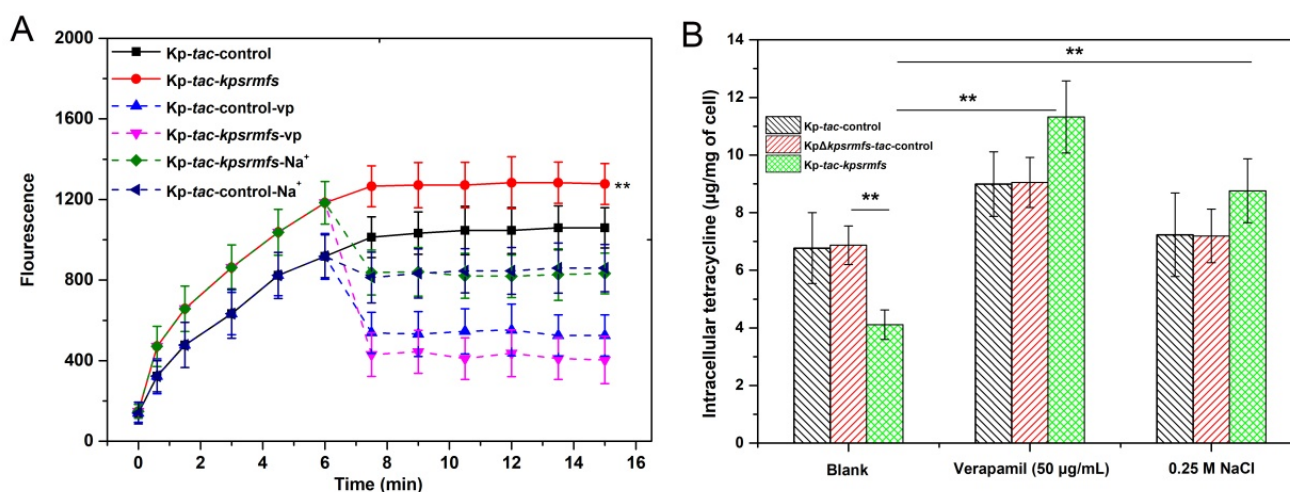 A
Flourescence
2000
1600
1200
800
400
0
Kp-tac-control
Kp-tac-kpsrmfs
Kp-tac-control-vp
Kp-tac-kpsrmfs-vp
Kp-tac-kpsrmfs-Na⁺
Kp-tac-control-Na⁺
**
0 2 4 6 8 10 12 14 16
Time (min)
B
Intracellular tetracycline (µg/mg of cell)
14
12
10
8
6
4
2
0
**
**
**
Kp-tac-control
KpΔkpsrmfs-tac-control
Kp-tac-kpsrmfs
Blank Verapamil (50 µg/mL) 0.25 M NaCl